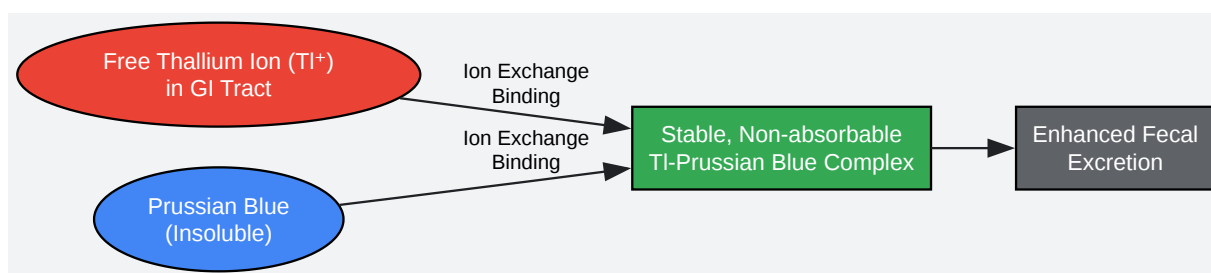 Free Thallium Ion (Tl⁺)
in GI Tract
Ion Exchange
Binding
Ion Exchange
Binding
Prussian Blue
(Insoluble)
Stable, Non-absorbable
Tl-Prussian Blue Complex
Enhanced Fecal
Excretion